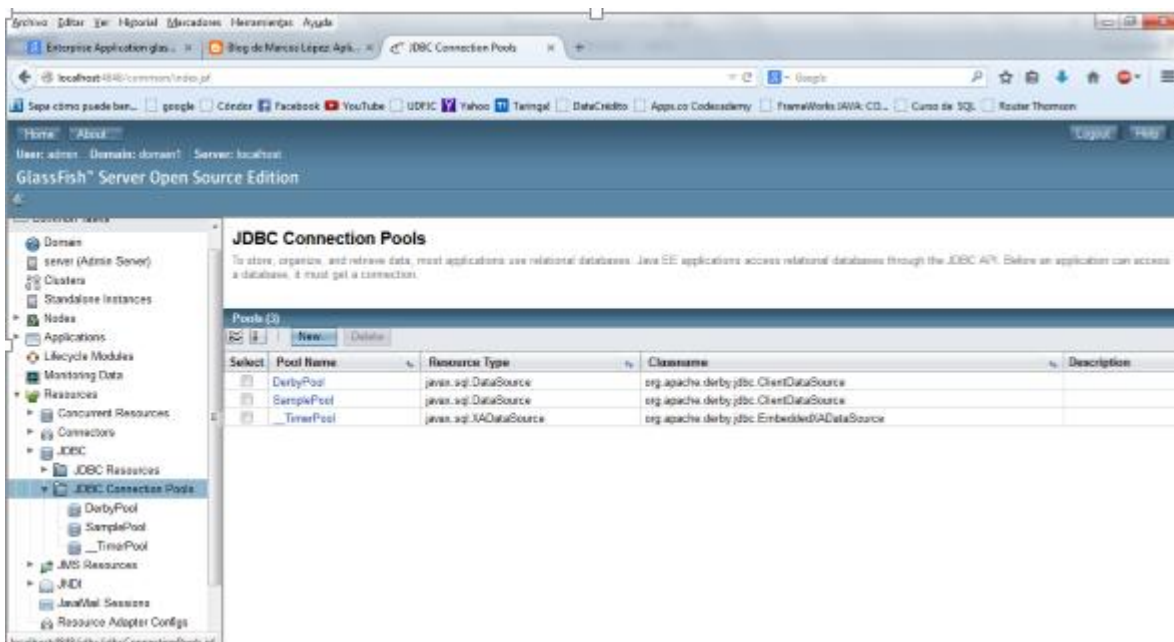 Archivo Editar Ver Historial Marcadores Herramientas Ayuda
Enterprise Application glas... Blog de Marcos López: Apli... JDBC Connection Pools
localhost:4848/common/index.jsf Google
Sepa cómo puede ben... google Cóndor Facebook YouTube UDFJC Yahoo Taringa! DateCrédito Apps.co Codecademy FrameWorks JAVA: CO... Curso de SQL Router Thomson
Home About... Logout Help
User: admin Domain: domain1 Server: localhost
GlassFish™ Server Open Source Edition
Common Tasks
Domain
server (Admin Server)
Clusters
Standalone Instances
Nodes
Applications
Lifecycle Modules
Monitoring Data
Resources
Concurrent Resources
Connectors
JDBC
JDBC Resources
JDBC Connection Pools
DerbyPool
SamplePool
__TimerPool
JMS Resources
JNDI
JavaMail Sessions
Resource Adapter Configs
JDBC Connection Pools
To store, organize, and retrieve data, most applications use relational databases. Java EE applications access relational databases through the JDBC API. Before an application can access
a database, it must get a connection.
Pools (3)
New... Delete
Select Pool Name Resource Type Classname Description
DerbyPool javax.sql.DataSource org.apache.derby.jdbc.ClientDataSource
SamplePool javax.sql.DataSource org.apache.derby.jdbc.ClientDataSource
__TimerPool javax.sql.XADataSource org.apache.derby.jdbc.EmbeddedXADataSource